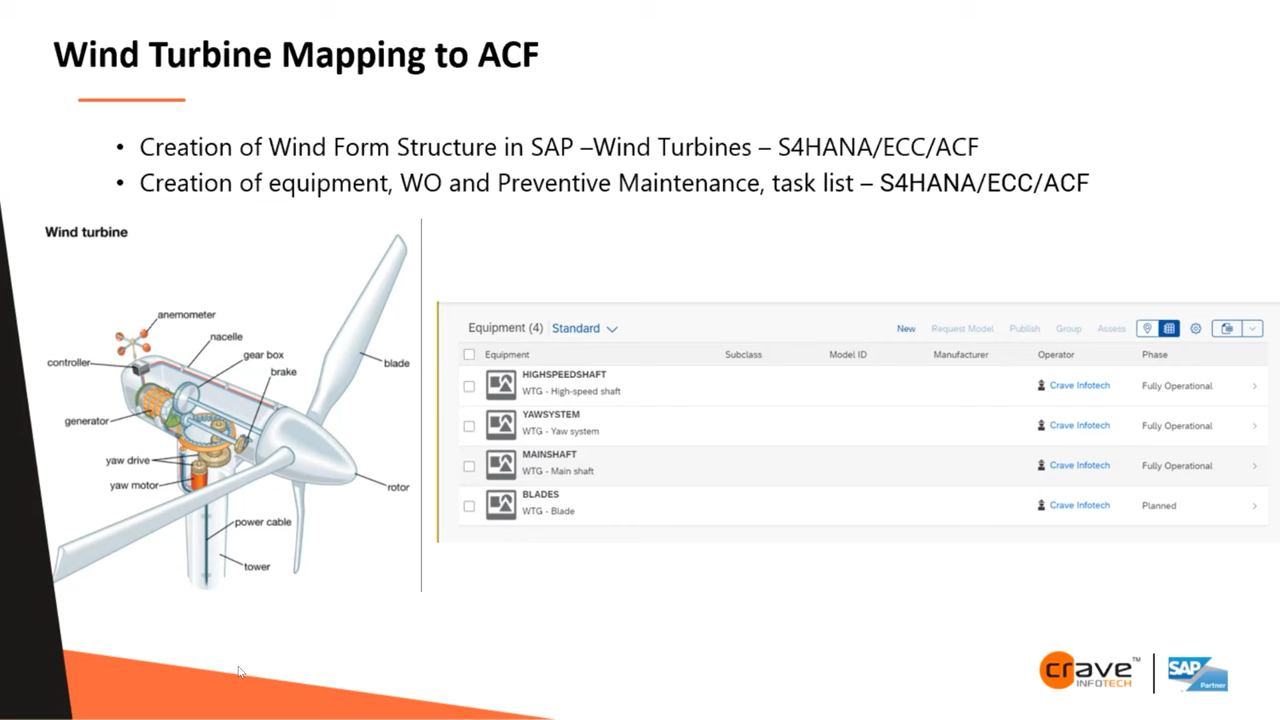 Wind Turbine Mapping to ACF
• Creation of Wind Form Structure in SAP –Wind Turbines – S4HANA/ECC/ACF
• Creation of equipment, WO and Preventive Maintenance, task list – S4HANA/ECC/ACF
Wind turbine
anemometer
nacelle
gear box
brake
controller
blade
generator
yaw drive
yaw motor
rotor
power cable
tower
Equipment (4) Standard New Request Model Publish Group Assess
Equipment Subclass Model ID Manufacturer Operator Phase
HIGHSPEEDSHAFT
WTG - High-speed shaft Crave Infotech Fully Operational
YAWSYSTEM
WTG - Yaw system Crave Infotech Fully Operational
MAINSHAFT
WTG - Main shaft Crave Infotech Fully Operational
BLADES
WTG - Blade Crave Infotech Planned
crave™
INFOTECH
SAP
Partner